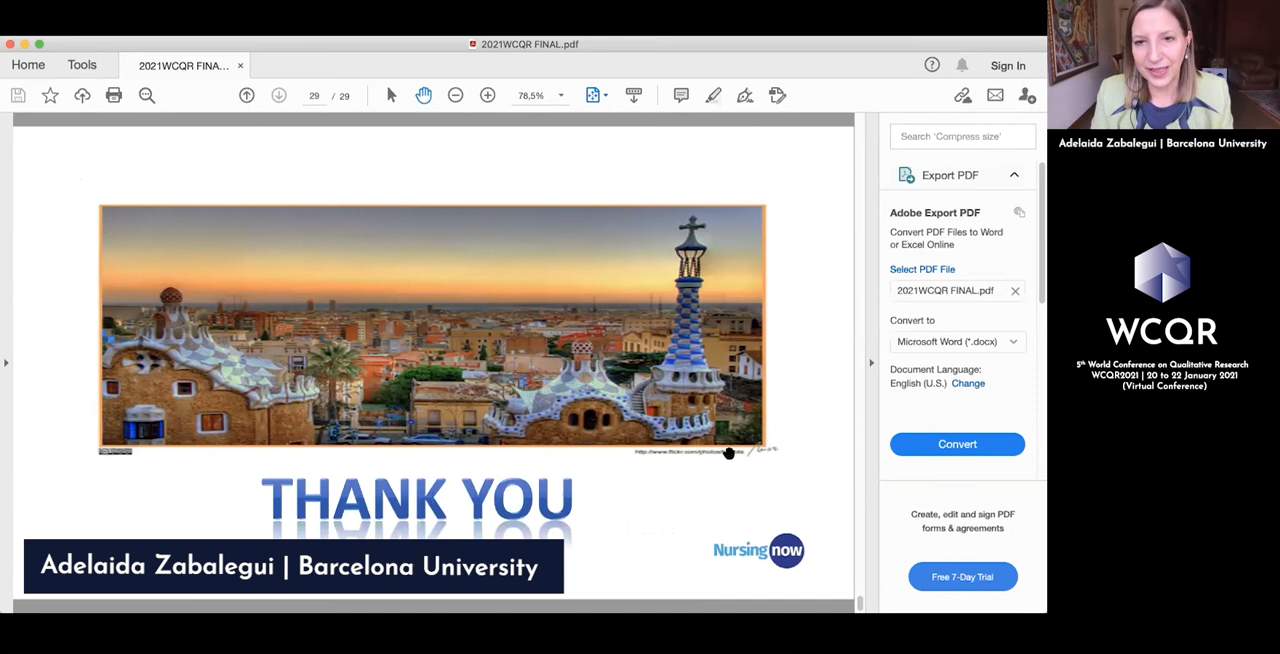 2021WCQR FINAL.pdf
Home
Tools
2021WCQR FINA... ×
Sign In
29 / 29
78,5%
Search 'Compress size'
Export PDF
Adobe Export PDF
Convert PDF Files to Word
or Excel Online
Select PDF File
2021WCQR FINAL.pdf
Convert to
Microsoft Word (*.docx)
Document Language:
English (U.S.) Change
Convert
Create, edit and sign PDF
forms & agreements
Free 7-Day Trial
THANK YOU
Nursing now
Adelaida Zabalegui | Barcelona University
Adelaida Zabalegui | Barcelona University
WCQR
5th World Conference on Qualitative Research
WCQR2021 | 20 to 22 January 2021
(Virtual Conference)